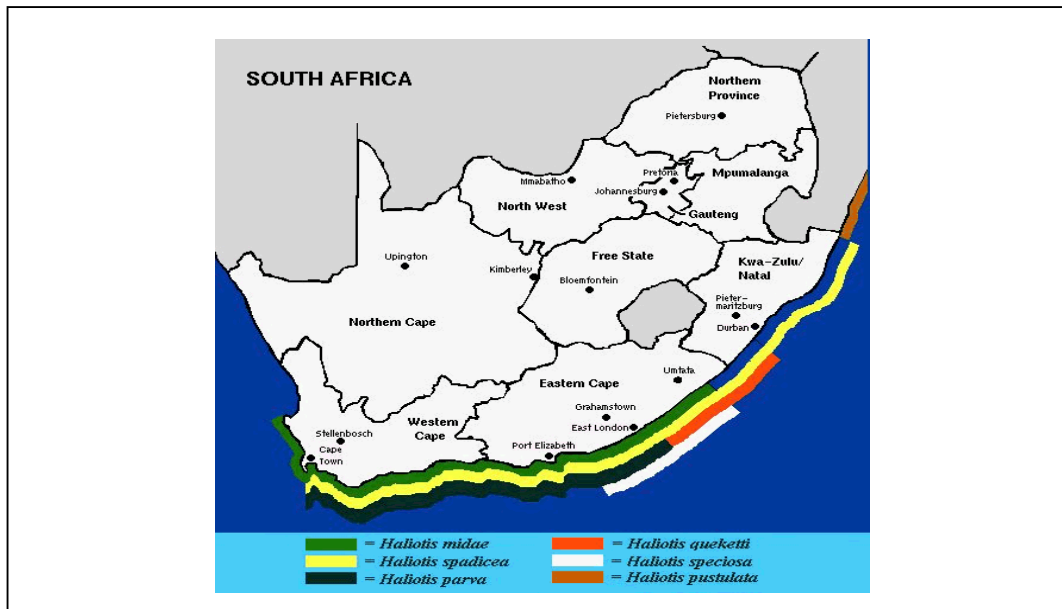 SOUTH AFRICA
Northern
Province
Pietersburg
Pretoria
Mpumalanga
Mmabatho
Johannesburg
North West
Gauteng
Upington
Kimberley
Free State
Bloemfontein
Kwa-Zulu/
Natal
Pieter-
maritzburg
Durban
Northern Cape
Umtata
Eastern Cape
Grahamstown
East London
Western
Cape
Stellenbosch
Port Elizabeth
Cape
Town
= Haliotis midae
= Haliotis queketti
= Haliotis spadicea
= Haliotis speciosa
= Haliotis parva
= Haliotis pustulata